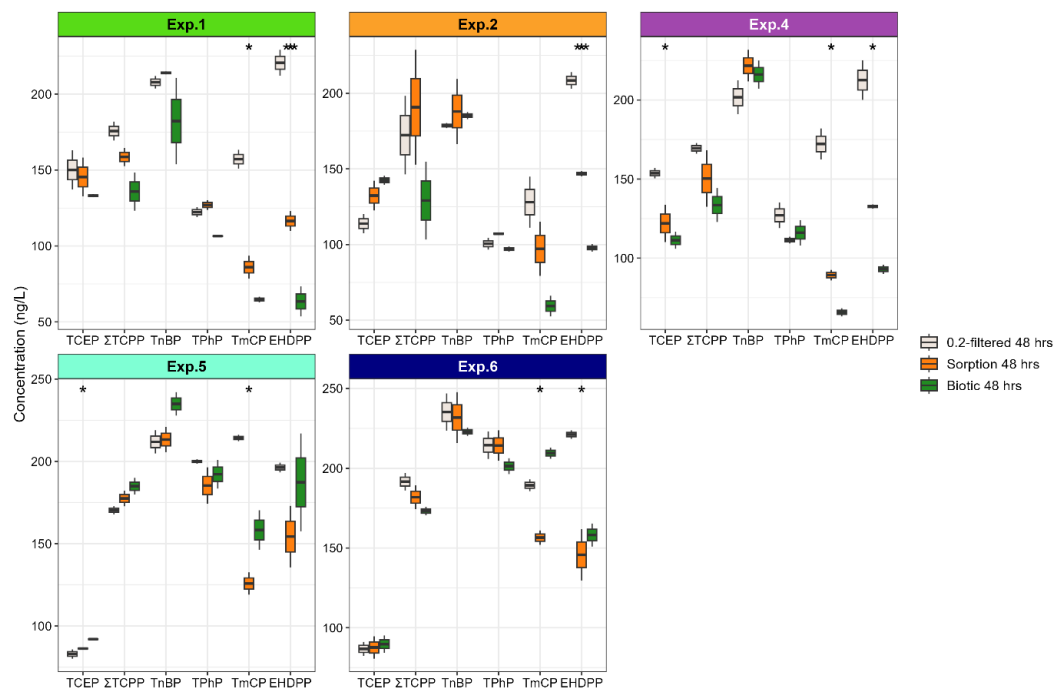 Exp.1 Exp.2 Exp.4
* *** *** * * *
200
150
100
50
200
150
100
50
200
150
100
TCEP ΣTCPP TnBP TPhP TmCP EHDPP
TCEP ΣTCPP TnBP TPhP TmCP EHDPP
TCEP ΣTCPP TnBP TPhP TmCP EHDPP
Concentration (ng/L)
0.2-filtered 48 hrs
Sorption 48 hrs
Biotic 48 hrs
Exp.5 Exp.6
* * * *
250
200
150
100
250
200
150
100
TCEP ΣTCPP TnBP TPhP TmCP EHDPP
TCEP ΣTCPP TnBP TPhP TmCP EHDPP